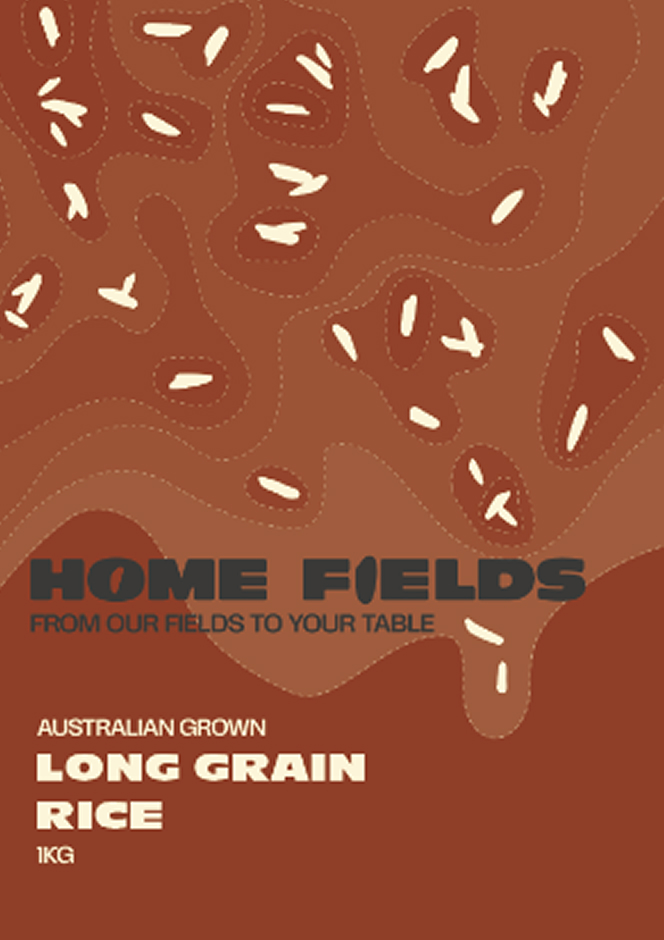 HOME FIELDS
FROM OUR FIELDS TO YOUR TABLE
AUSTRALIAN GROWN
LONG GRAIN
RICE
1KG